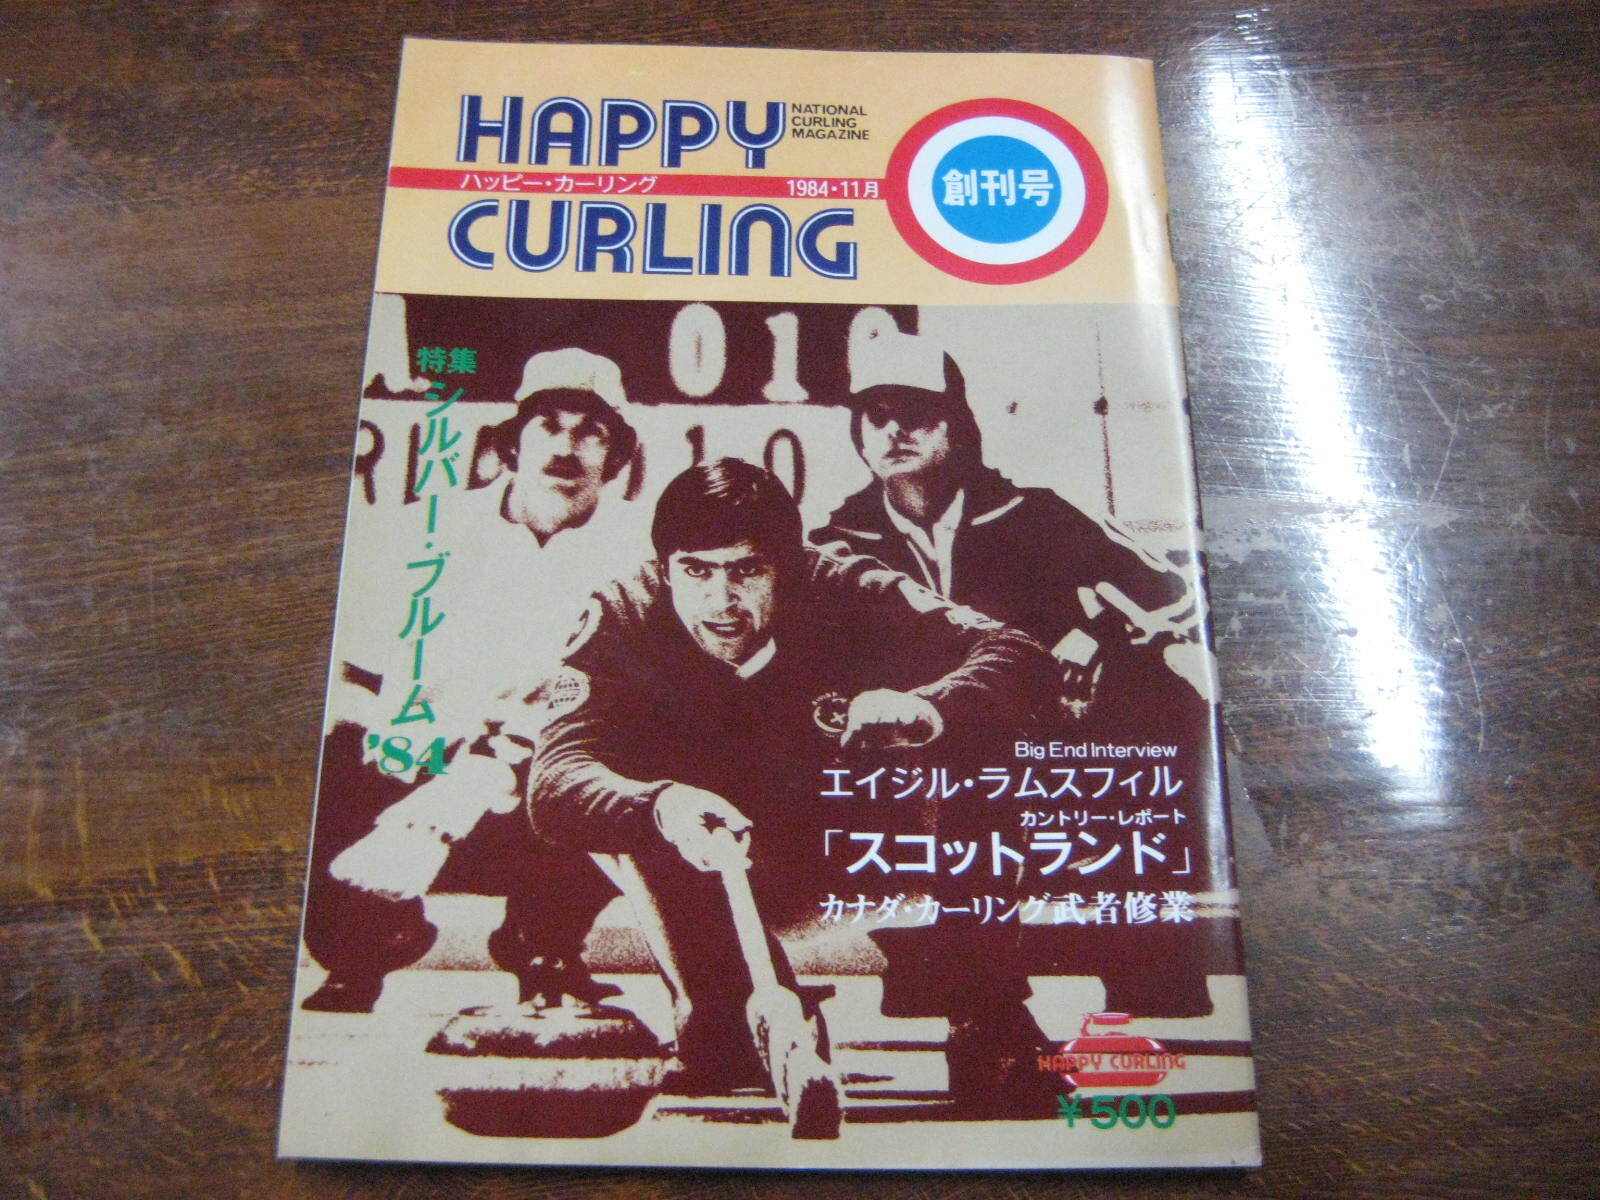 HAPPY
NATIONAL
CURLING
MAGAZINE
ハッピー・カーリング
1984・11月
創刊号
CURLING
特集
シルバー・ブルーム
'84
Big End Interview
エイジル・ラムスフィル
カントリー・レポート
「スコットランド」
カナダ・カーリング武者修業
HAPPY CURLING
¥500